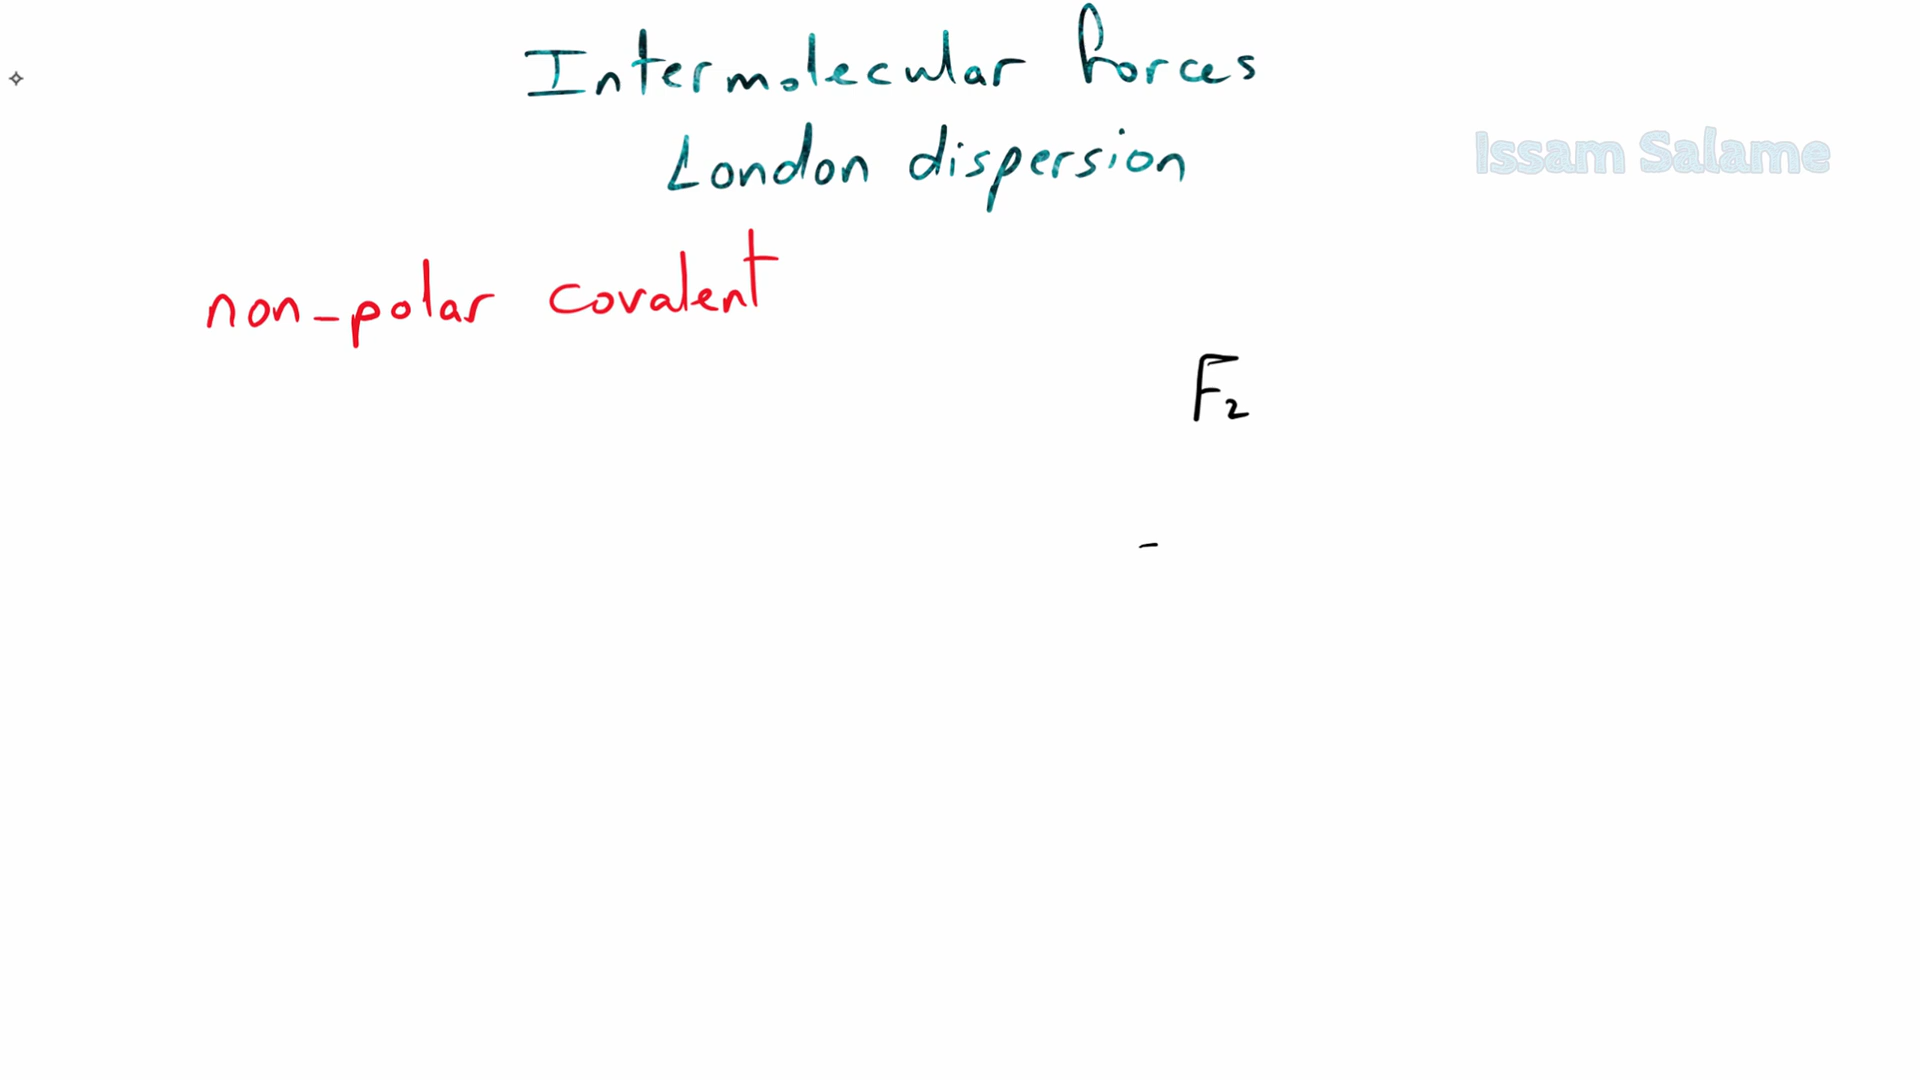 Intermolecular forces
London dispersion
Issam Salame
non-polar covalent
F₂
-